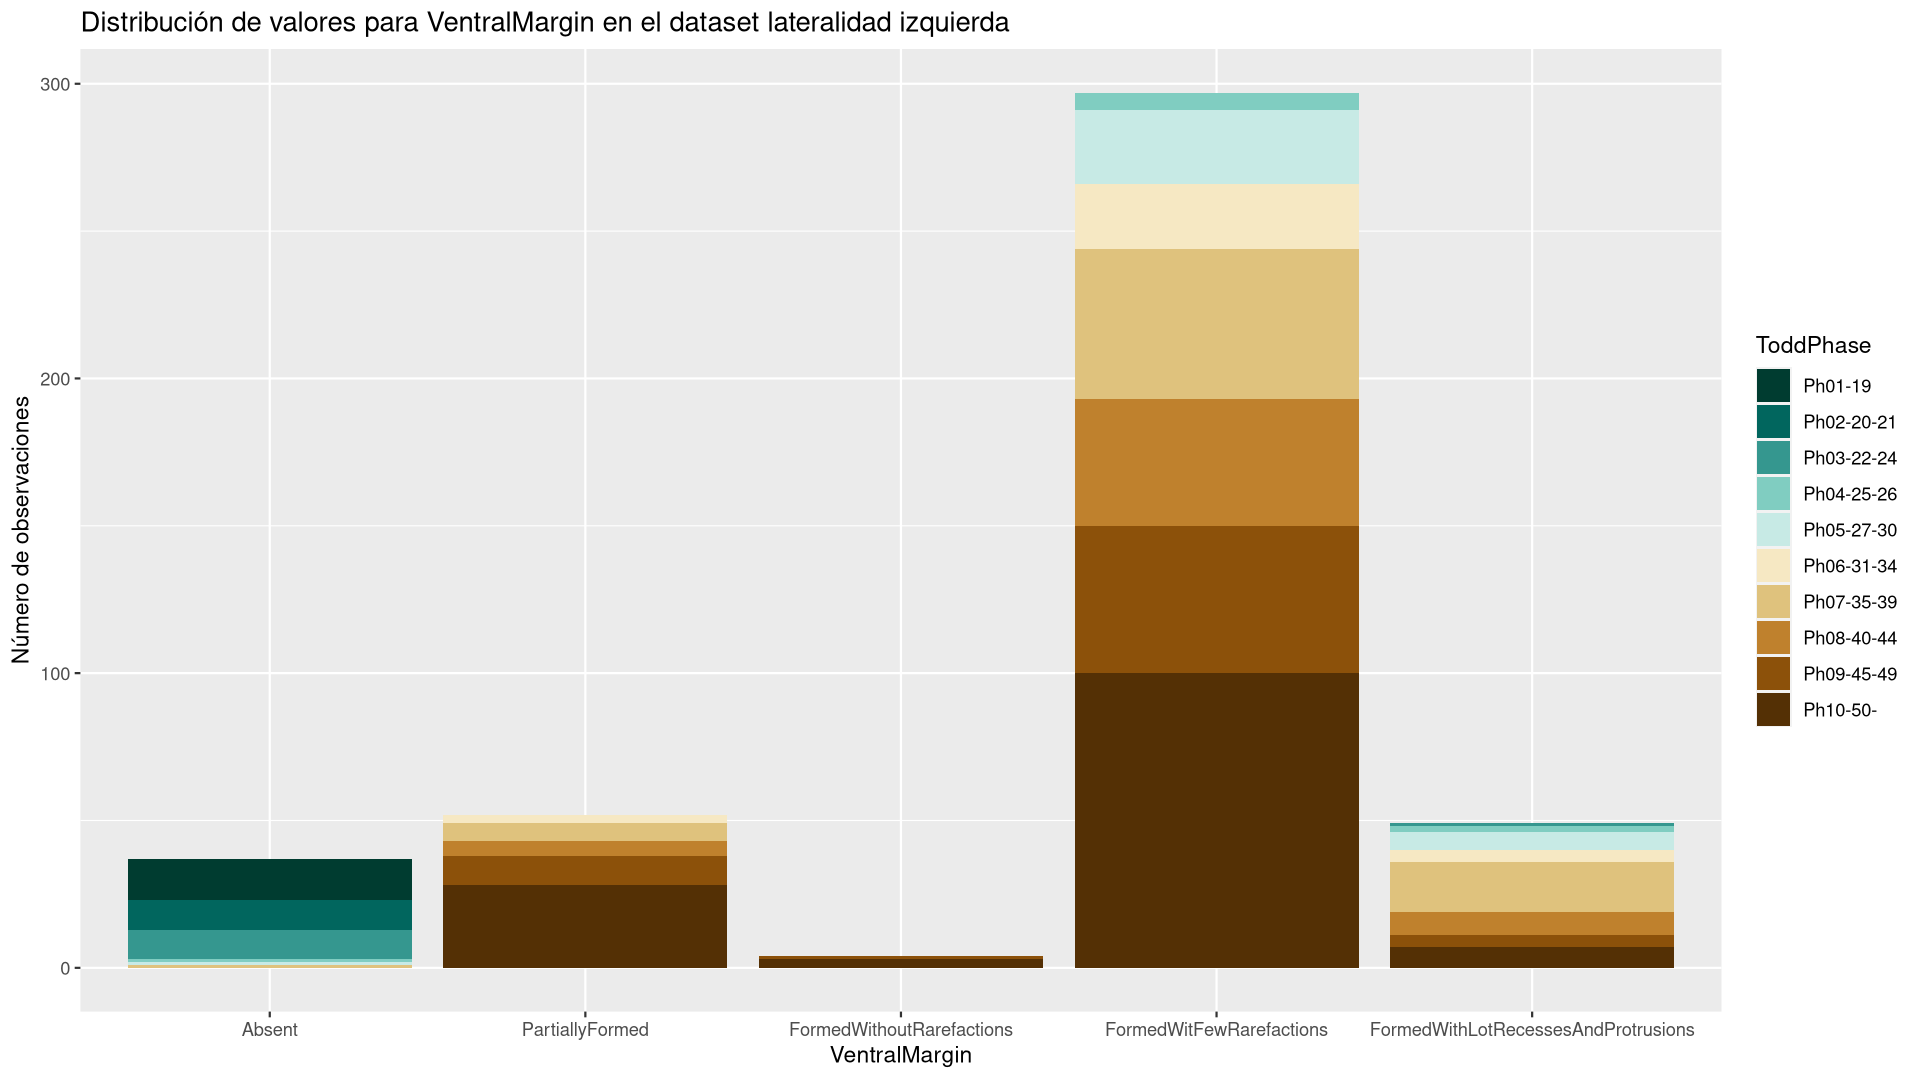 Distribución de valores para VentralMargin en el dataset lateralidad izquierda
300
200
100
0
Número de observaciones
Absent
PartiallyFormed
FormedWithoutRarefactions
FormedWitFewRarefactions
FormedWithLotRecessesAndProtrusions
VentralMargin
ToddPhase
Ph01-19
Ph02-20-21
Ph03-22-24
Ph04-25-26
Ph05-27-30
Ph06-31-34
Ph07-35-39
Ph08-40-44
Ph09-45-49
Ph10-50-